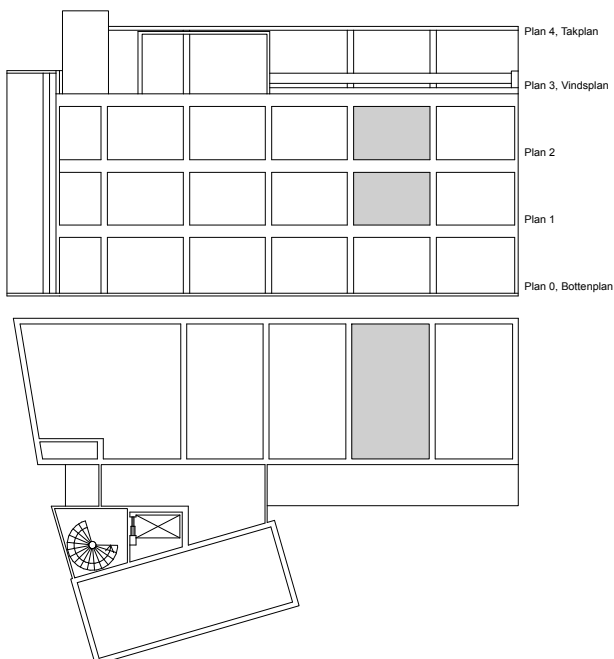 Plan 4, Takplan
Plan 3, Vindsplan
Plan 2
Plan 1
Plan 0, Bottenplan